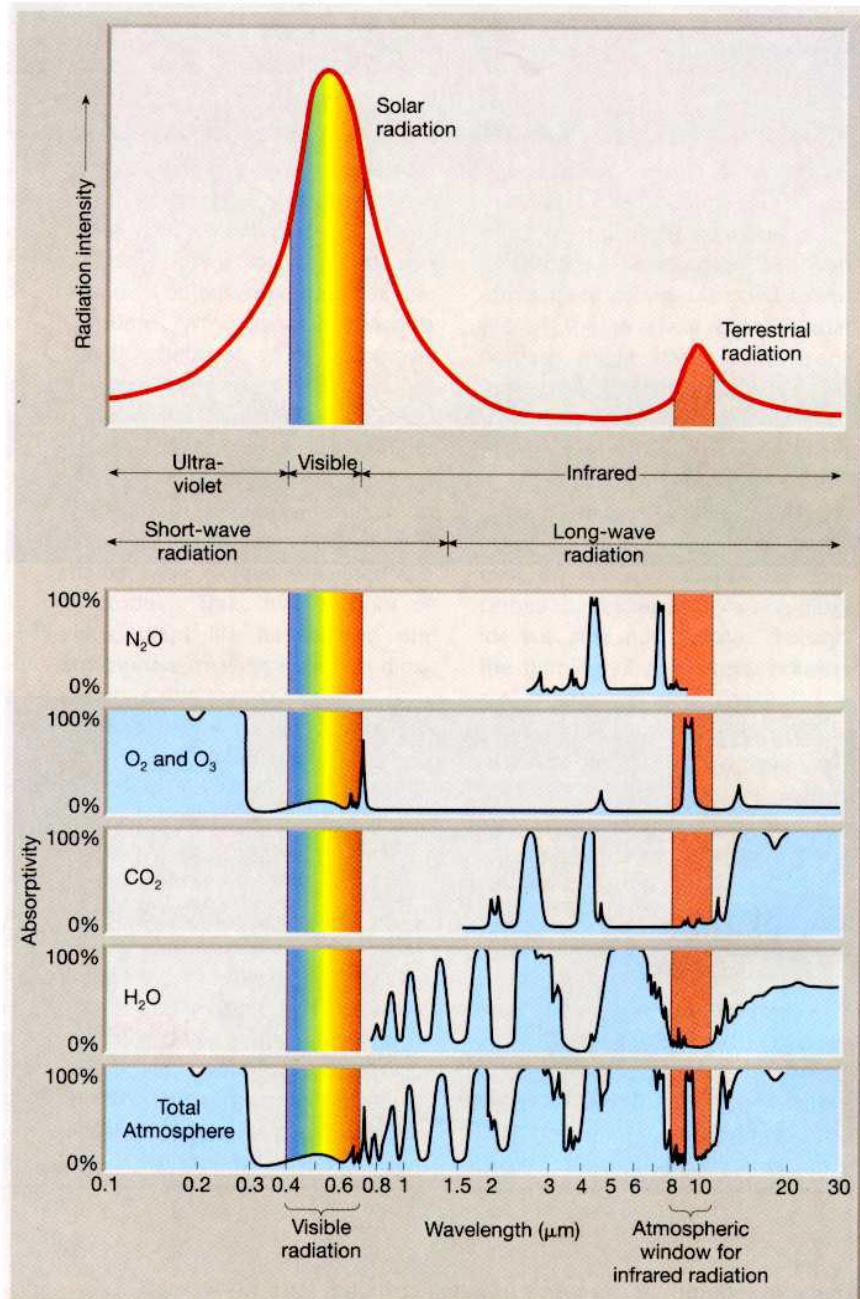 Solar
radiation
Radiation intensity
Terrestrial
radiation
Ultra-
violet
Visible
Infrared
Short-wave
radiation
Long-wave
radiation
100%
N₂O
0%
100%
O₂ and O₃
0%
100%
CO₂
0%
Absorptivity
100%
H₂O
0%
100%
Total
Atmosphere
0%
0.1 0.2 0.3 0.4 0.6 0.8 1 1.5 2 3 4 5 6 8 10 20 30
Visible
radiation
Wavelength (μm)
Atmospheric
window for
infrared radiation